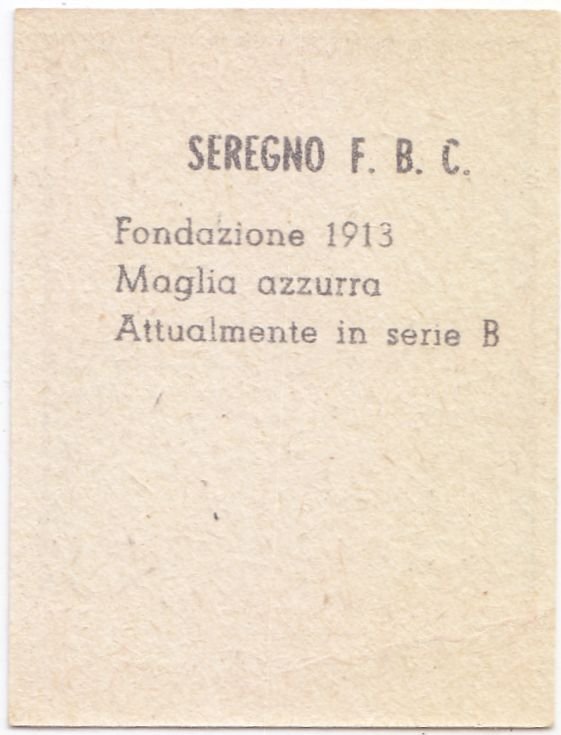 SEREGNO F. B. C.
Fondazione 1913
Maglia azzurra
Attualmente in serie B